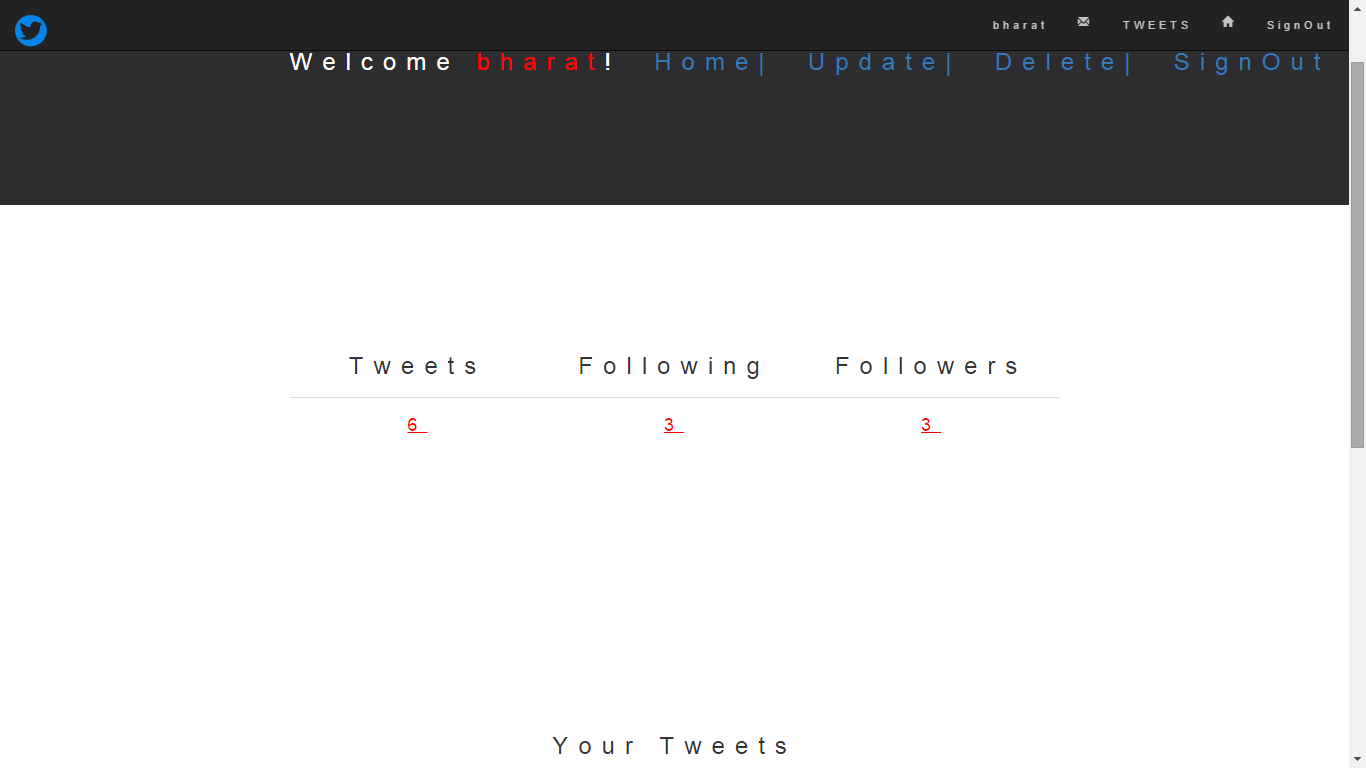 bharat TWEETS SignOut
Welcome bharat! Home| Update| Delete| SignOut
Tweets Following Followers
6 3 3
Your Tweets